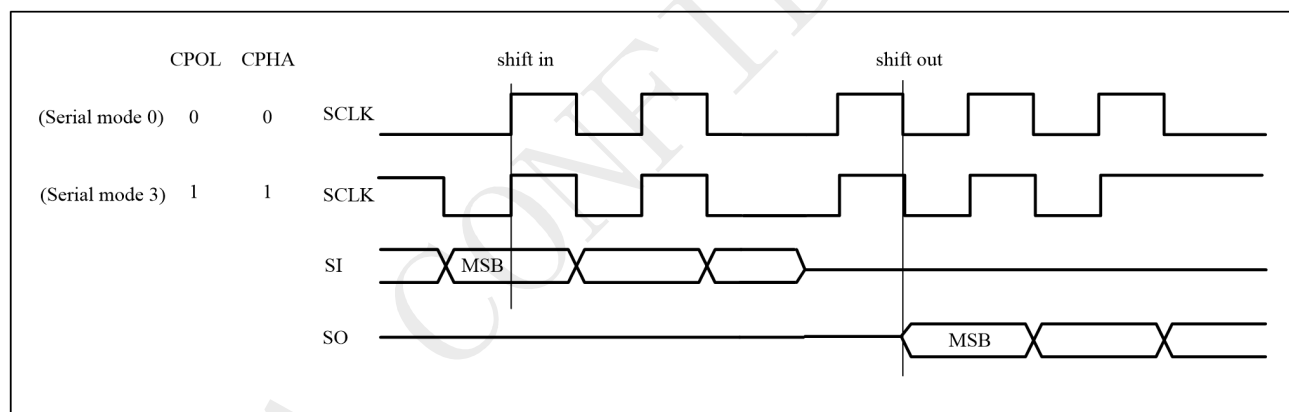 CPOL CPHA shift in shift out
(Serial mode 0) 0 0 SCLK
(Serial mode 3) 1 1 SCLK
SI MSB
SO MSB